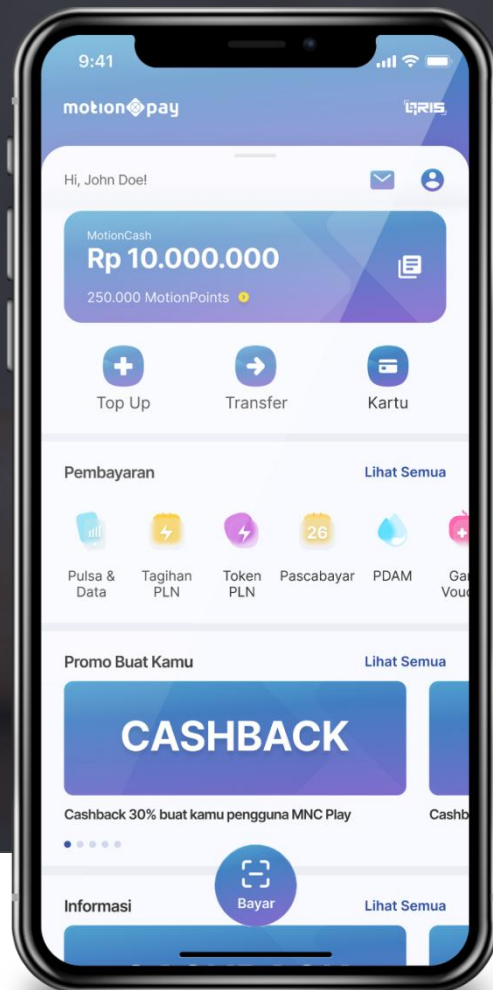 9:41
motion pay
QRIS
Hi, John Doe!
MotionCash
Rp 10.000.000
250.000 MotionPoints
Top Up
Transfer
Kartu
Pembayaran
Lihat Semua
26
Pulsa &
Data
Tagihan
PLN
Token
PLN
Pascabayar
PDAM
Promo Buat Kamu
Lihat Semua
CASHBACK
Cashback 30% buat kamu pengguna MNC Play
Cashb
Bayar
Informasi
Lihat Semua